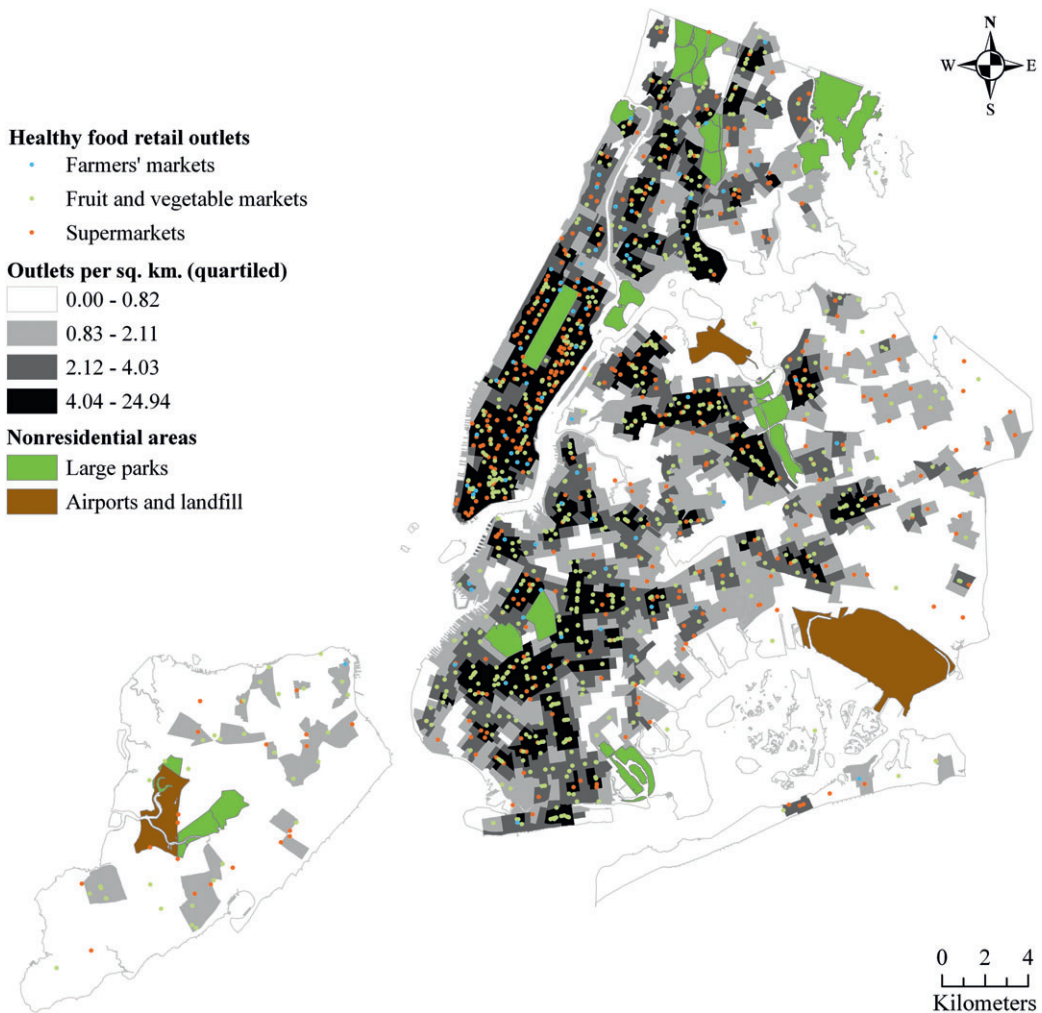 N
W E
S
Healthy food retail outlets
Farmers' markets
Fruit and vegetable markets
Supermarkets
Outlets per sq. km. (quartiled)
0.00 - 0.82
0.83 - 2.11
2.12 - 4.03
4.04 - 24.94
Nonresidential areas
Large parks
Airports and landfill
0 2 4
Kilometers